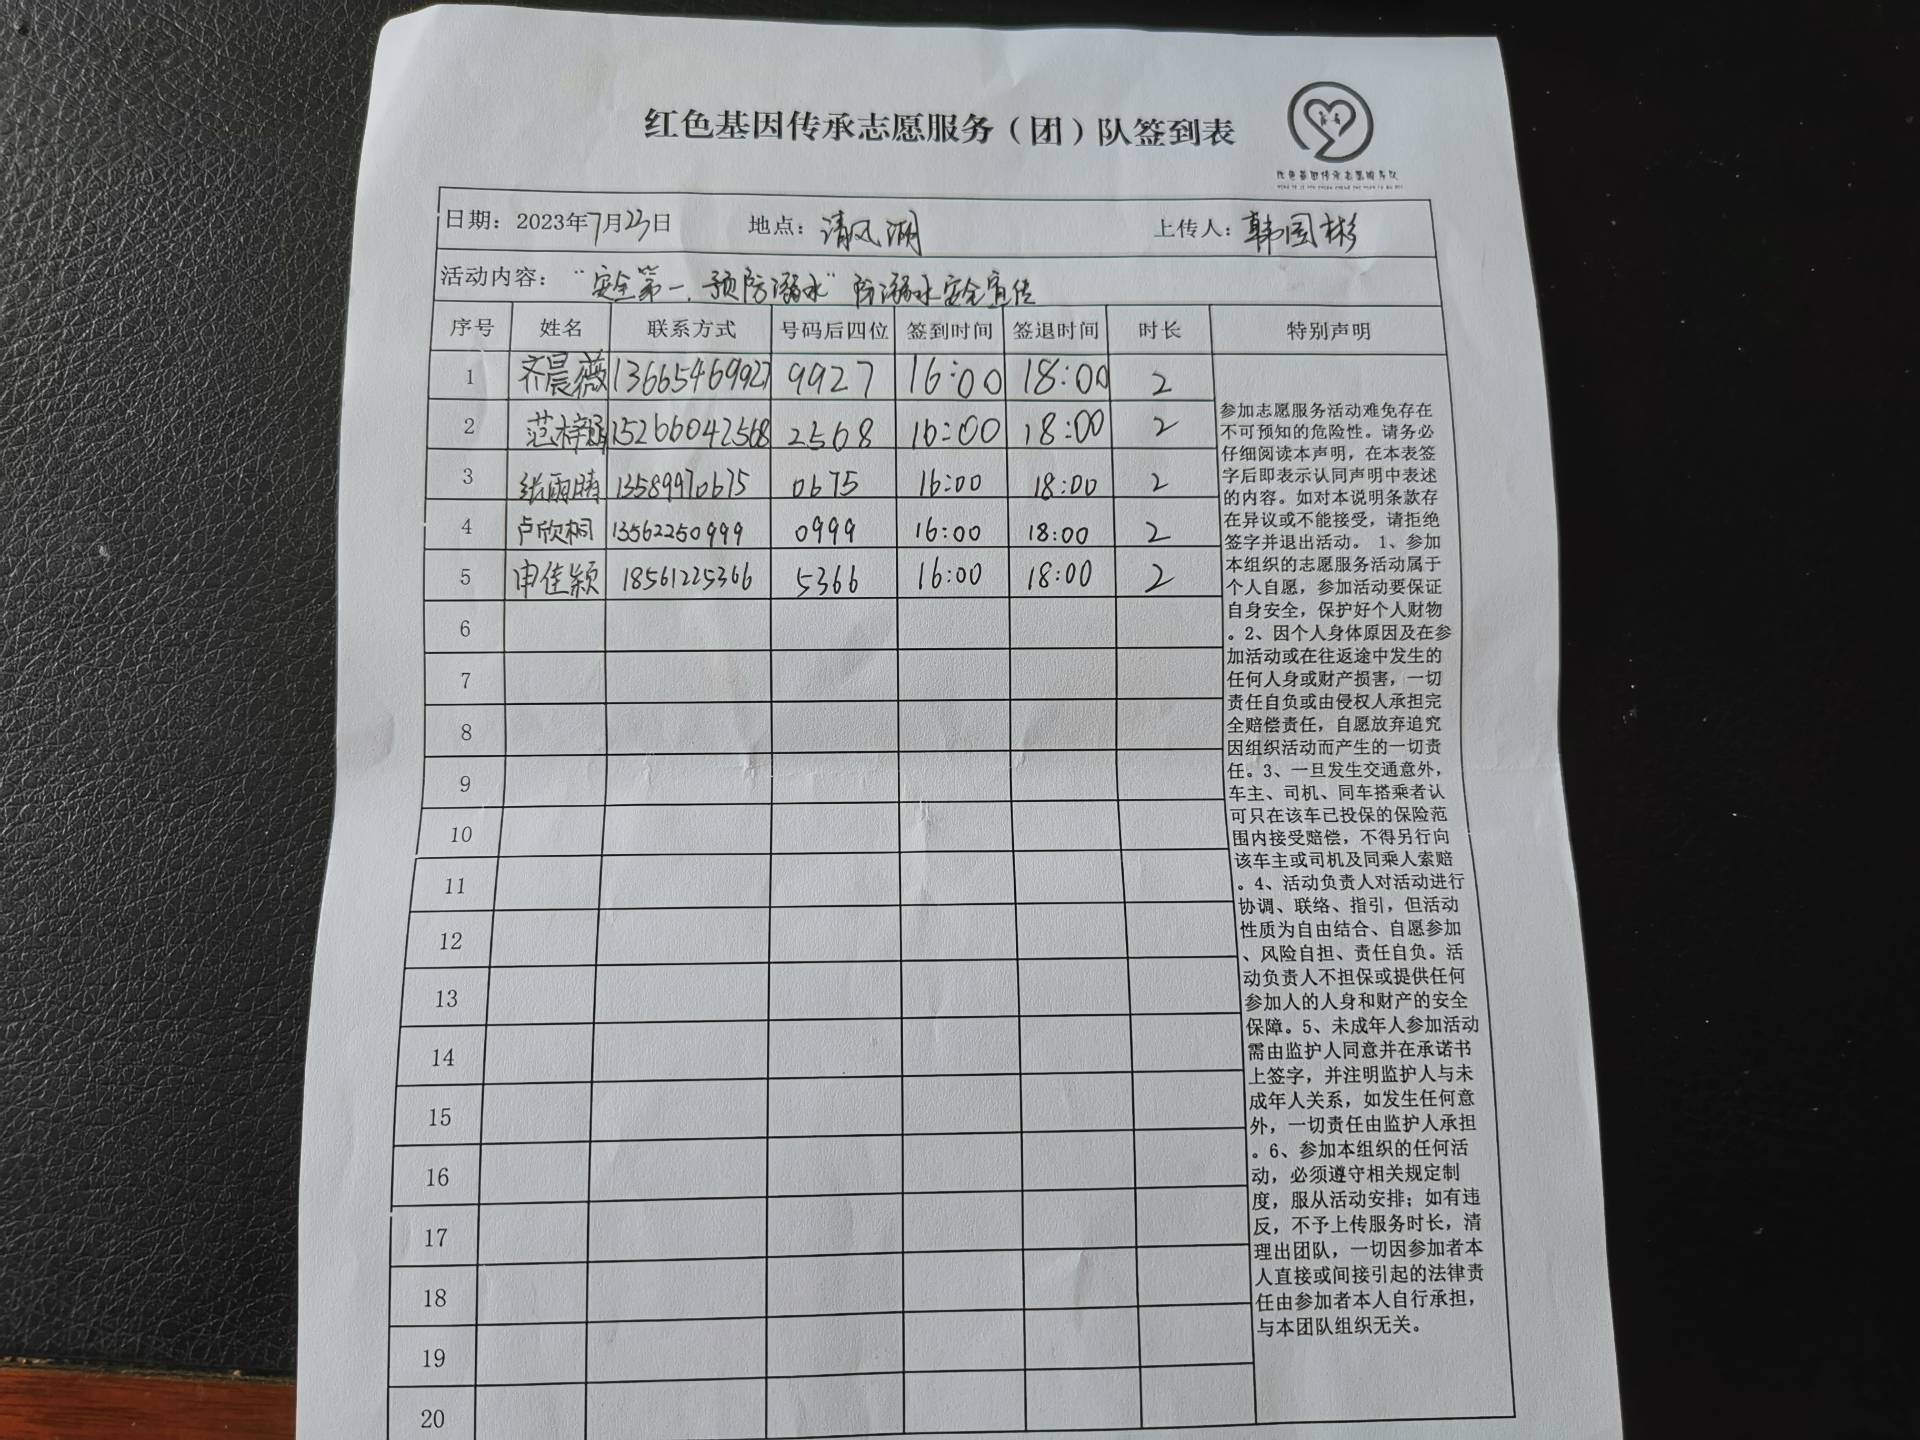 红色基因传承志愿服务（团）队签到表
红色基因传承志愿服务队
日期：2023年7月23日 地点：清风湖 上传人：韩国彬
活动内容："安全第一，预防溺水"防溺水安全宣传
序号 姓名 联系方式 号码后四位 签到时间 签退时间 时长 特别声明
1 齐晨薇 13665469927 9927 16:00 18:00 2
2 范梓 15266042568 2568 16:00 18:00 2
3 张雨晴 13589970675 0675 16:00 18:00 2
4 卢欣桐 13562250999 0999 16:00 18:00 2
5 申佳颖 18561225366 5366 16:00 18:00 2
6
7
8
9
10
11
12
13
14
15
16
17
18
19
20
参加志愿服务活动难免存在
不可预知的危险性。请务必
仔细阅读本声明，在本表签
字后即表示认同声明中表述
的内容。如对本说明条款存
在异议或不能接受，请拒绝
签字并退出活动。 1、参加
本组织的志愿服务活动属于
个人自愿，参加活动要保证
自身安全，保护好个人财物
。2、因个人身体原因及在参
加活动或在往返途中发生的
任何人身或财产损害，一切
责任自负或由侵权人承担完
全赔偿责任，自愿放弃追究
因组织活动而产生的一切责
任。3、一旦发生交通意外，
车主、司机、同车搭乘者认
可只在该车已投保的保险范
围内接受赔偿，不得另行向
该车主或司机及同乘人索赔
。4、活动负责人对活动进行
协调、联络、指引，但活动
性质为自由结合、自愿参加
、风险自担、责任自负。活
动负责人不担保或提供任何
参加人的人身和财产的安全
保障。5、未成年人参加活动
需由监护人同意并在承诺书
上签字，并注明监护人与未
成年人关系，如发生任何意
外，一切责任由监护人承担
。6、参加本组织的任何活
动，必须遵守相关规定制
度，服从活动安排；如有违
反，不予上传服务时长，清
理出团队，一切因参加者本
人直接或间接引起的法律责
任由参加者本人自行承担，
与本团队组织无关。